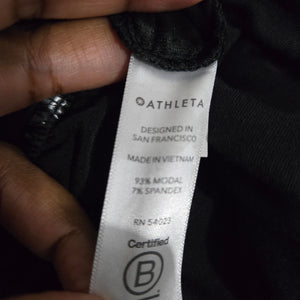 ATHLETA
DESIGNED IN
SAN FRANCISCO
MADE IN VIETNAM
93% MODAL
7% SPANDEX
RN 54023
Certified
B